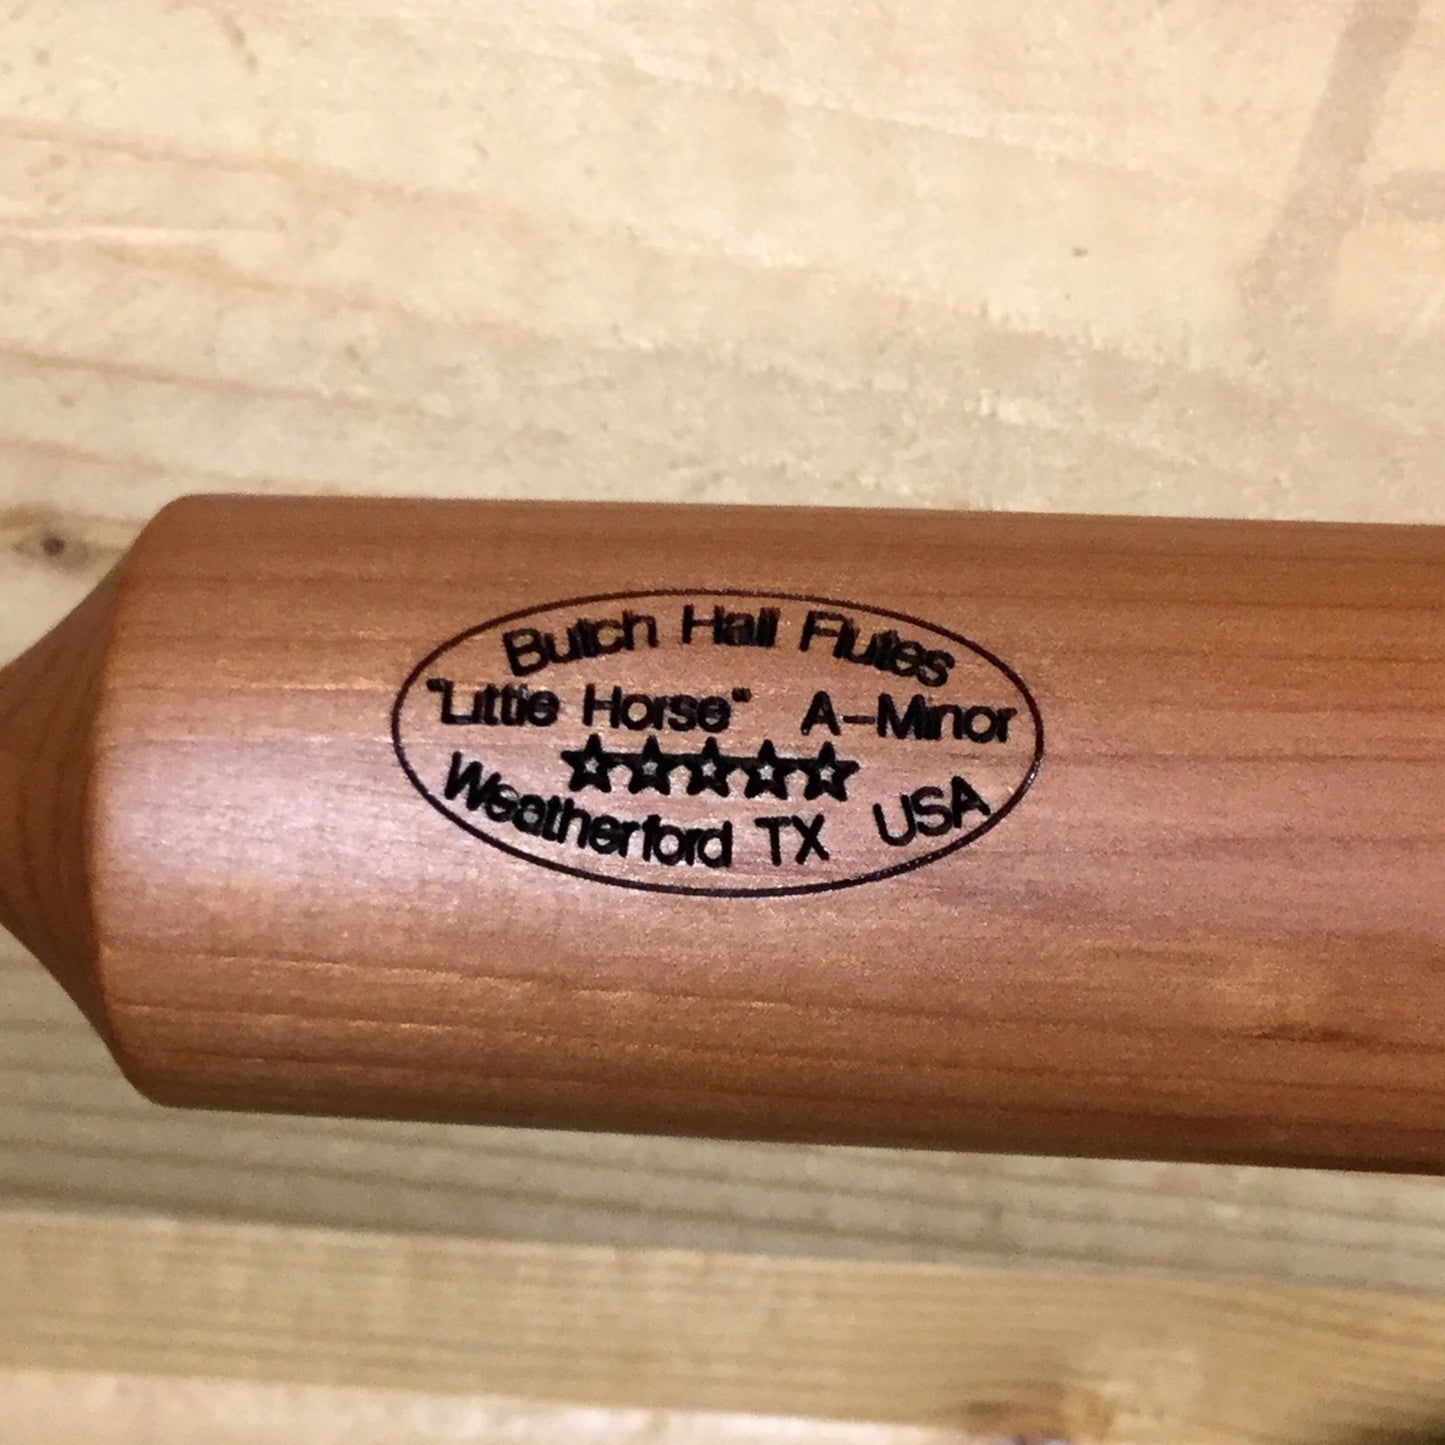 Butch Hall Flutes
"Little Horse" A-Minor
Weatherford TX USA